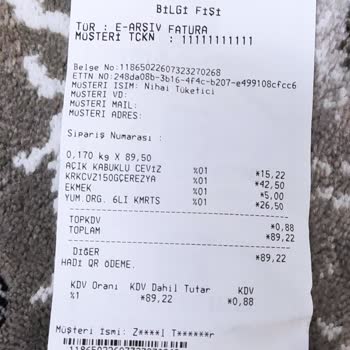 BİLGİ FİŞİ
TÜR : E-ARŞİV FATURA
MÜŞTERİ TCKN : 11111111111
Belge No:11865022607323270268
ETTN NO:248da08b-3b16-4f4c-b207-e499108cfcc6
MÜŞTERİ İSİM: Nihai Tüketici
MÜŞTERİ VD:
MÜŞTERİ MAİL:
MÜŞTERİ ADRES:
Sipariş Numarası :
0,170 kg X 89,50
AÇIK KABUKLU CEVİZ %01 *15,22
KRKCVZ150GÇEREZYA %01 *42,50
EKMEK %01 *5,00
YUM.ORG. 6LI KMRTS %01 *26,50
TOPKDV *0,88
TOPLAM *89,22
DİĞER *89,22
HADİ QR ÖDEME.
KDV Oranı KDV Dahil Tutar KDV
%1 *89,22 *0,88
Müşteri İsmi: Z****l T******r